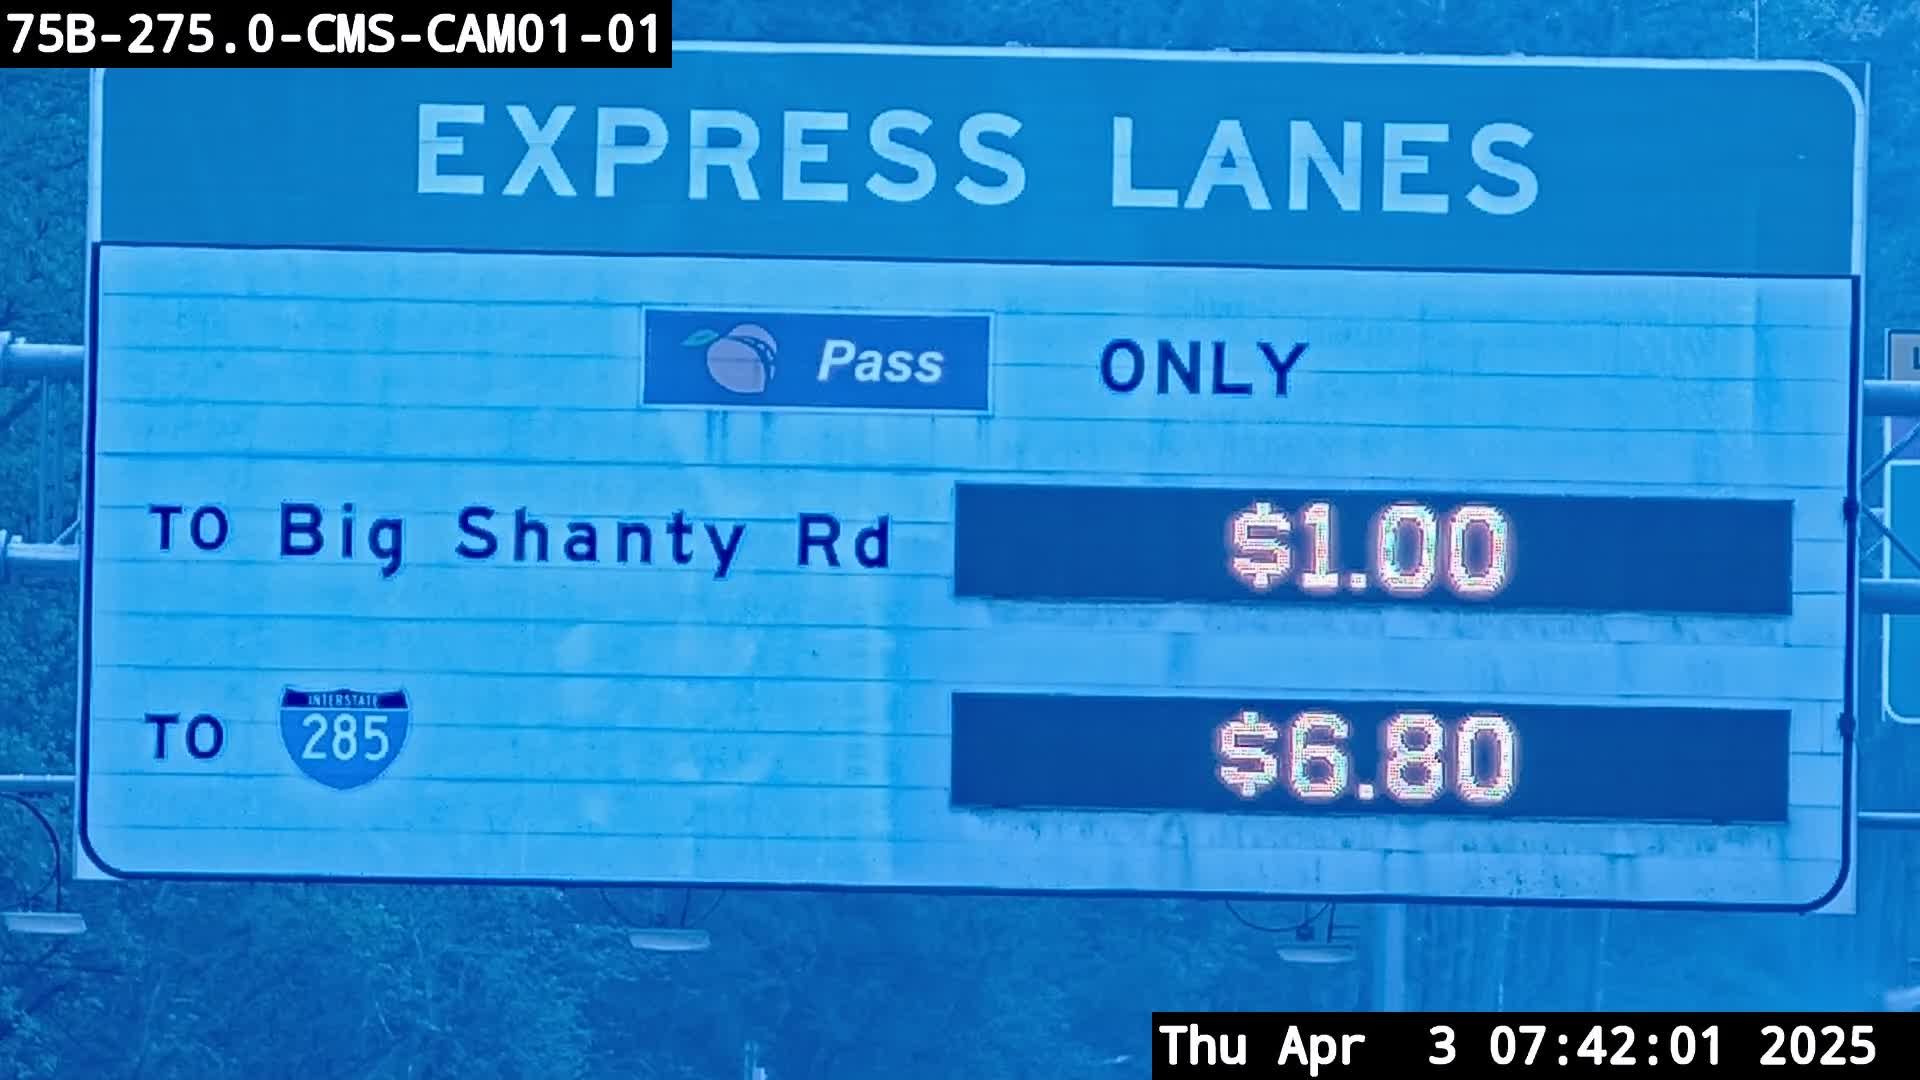 75B-275.0-CMS-CAM01-01
EXPRESS LANES
Pass ONLY
TO Big Shanty Rd $1.00
TO INTERSTATE 285 $6.80
Thu Apr 3 07:42:01 2025